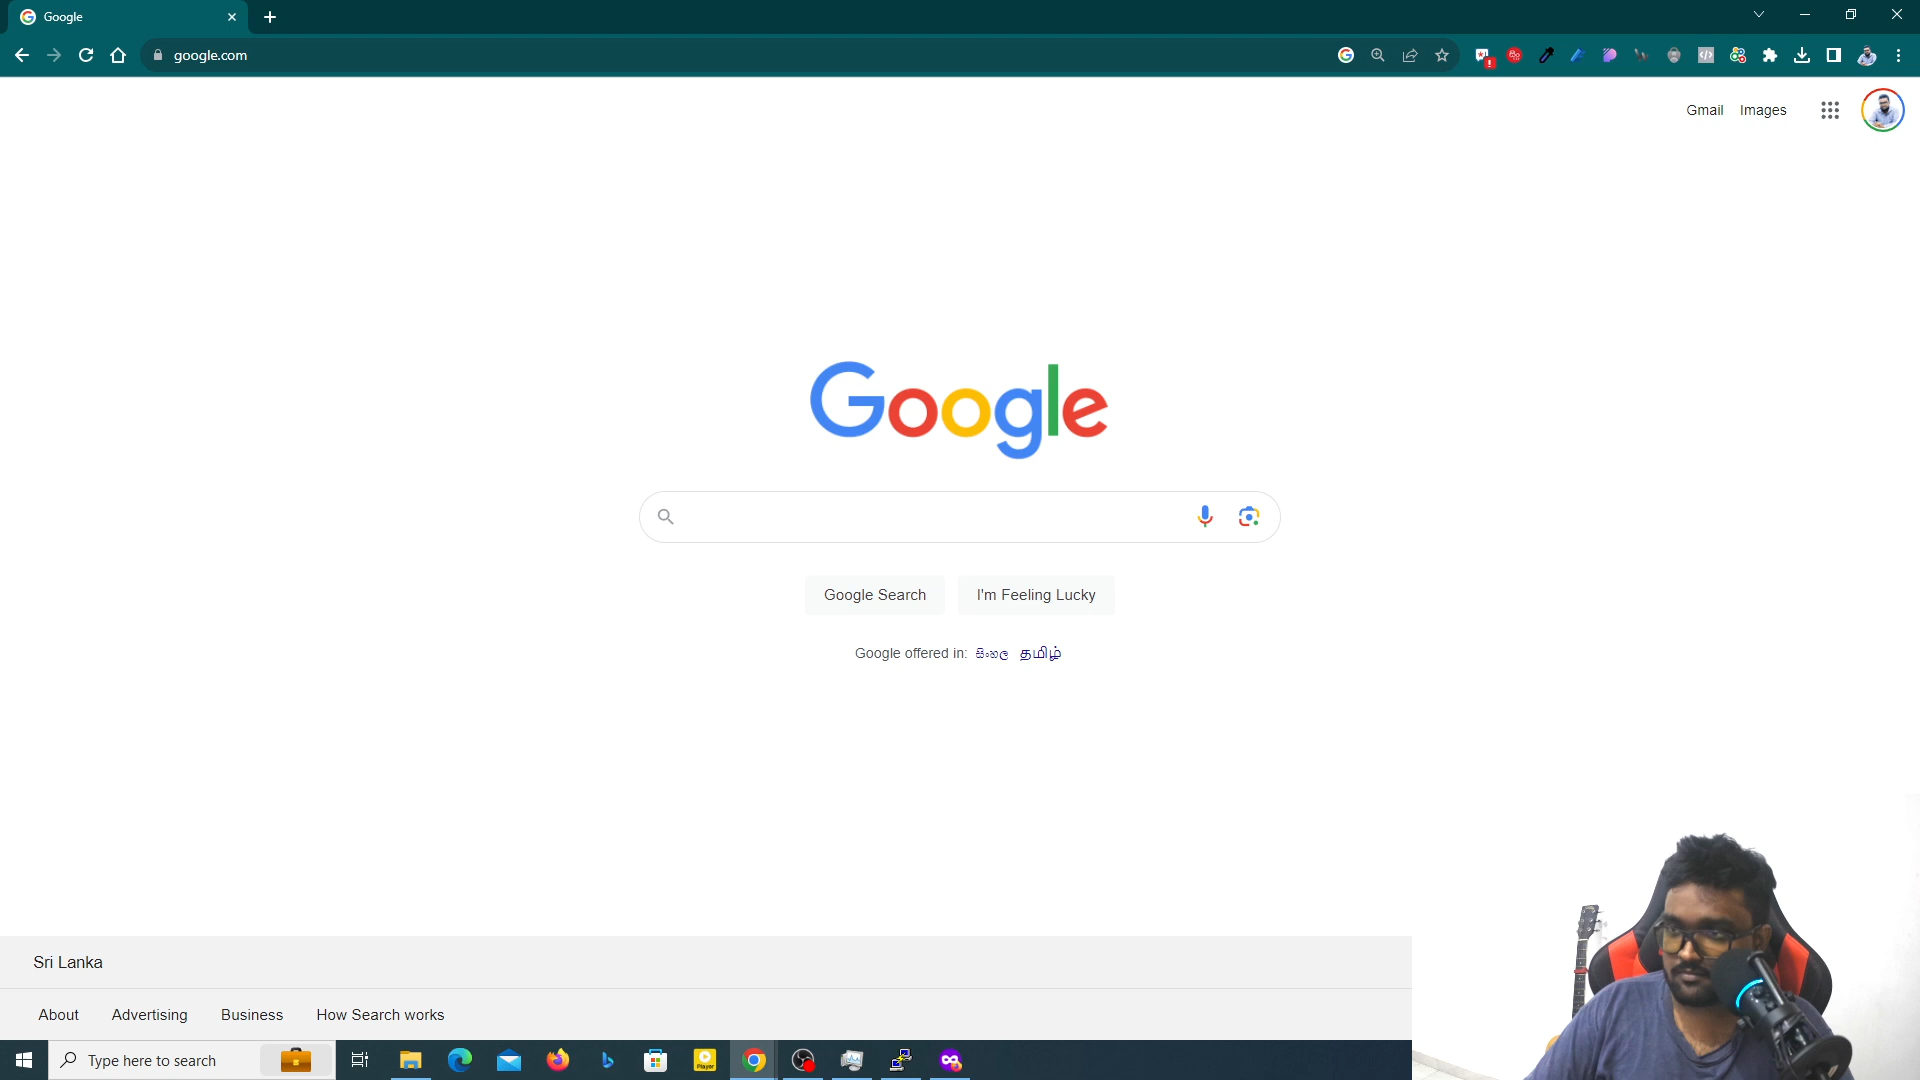 Google
google.com
Gmail Images
Google
Google Search I'm Feeling Lucky
Google offered in: සිංහල தமிழ்
Sri Lanka
About Advertising Business How Search works
Type here to search
Player